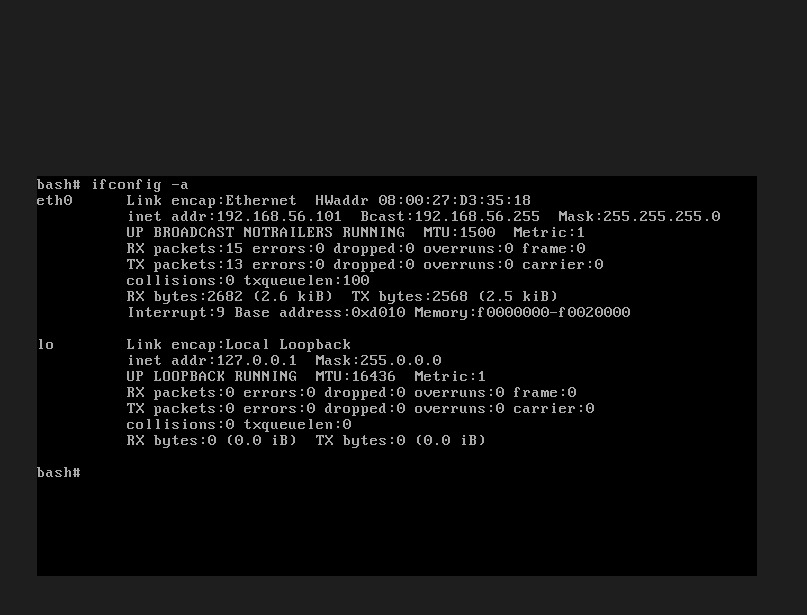 bash# ifconfig -a
eth0      Link encap:Ethernet  HWaddr 08:00:27:D3:35:18
          inet addr:192.168.56.101  Bcast:192.168.56.255  Mask:255.255.255.0
          UP BROADCAST NOTRAILERS RUNNING  MTU:1500  Metric:1
          RX packets:15 errors:0 dropped:0 overruns:0 frame:0
          TX packets:13 errors:0 dropped:0 overruns:0 carrier:0
          collisions:0 txqueuelen:100
          RX bytes:2682 (2.6 kiB)  TX bytes:2568 (2.5 kiB)
          Interrupt:9 Base address:0xd010 Memory:f0000000-f0020000

lo        Link encap:Local Loopback
          inet addr:127.0.0.1  Mask:255.0.0.0
          UP LOOPBACK RUNNING  MTU:16436  Metric:1
          RX packets:0 errors:0 dropped:0 overruns:0 frame:0
          TX packets:0 errors:0 dropped:0 overruns:0 carrier:0
          collisions:0 txqueuelen:0
          RX bytes:0 (0.0 iB)  TX bytes:0 (0.0 iB)

bash#